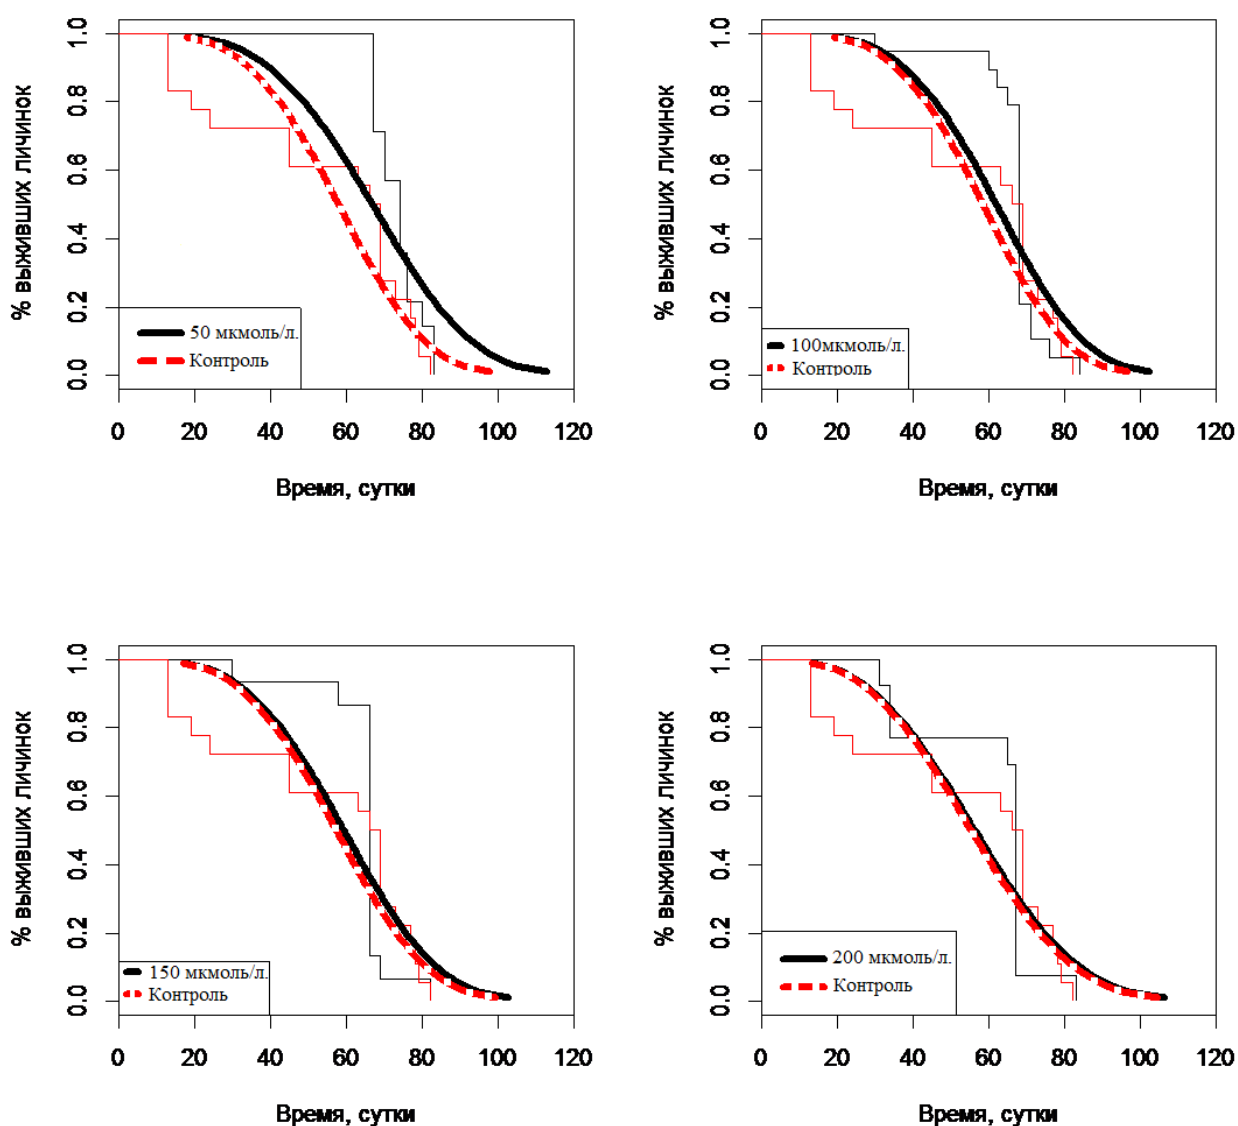 % выживших личинок
1.0
0.8
0.6
0.4
0.2
0.0
50 мкмоль/л.
Контроль
0 20 40 60 80 100 120
Время, сутки
% выживших личинок
1.0
0.8
0.6
0.4
0.2
0.0
100мкмоль/л.
Контроль
0 20 40 60 80 100 120
Время, сутки
% выживших личинок
1.0
0.8
0.6
0.4
0.2
0.0
150 мкмоль/л.
Контроль
0 20 40 60 80 100 120
Время, сутки
% выживших личинок
1.0
0.8
0.6
0.4
0.2
0.0
200 мкмоль/л.
Контроль
0 20 40 60 80 100 120
Время, сутки